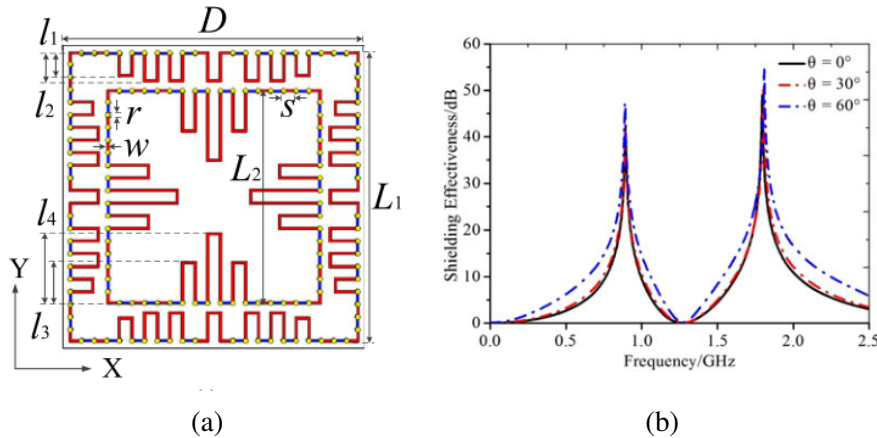 D
l1
l2
r
w
s
L2
L1
l4
l3
Y
X
(a)
60
50
40
30
20
10
0
Shielding Effectiveness/dB
θ = 0°
θ = 30°
θ = 60°
0.0 0.5 1.0 1.5 2.0 2.5
Frequency/GHz
(b)